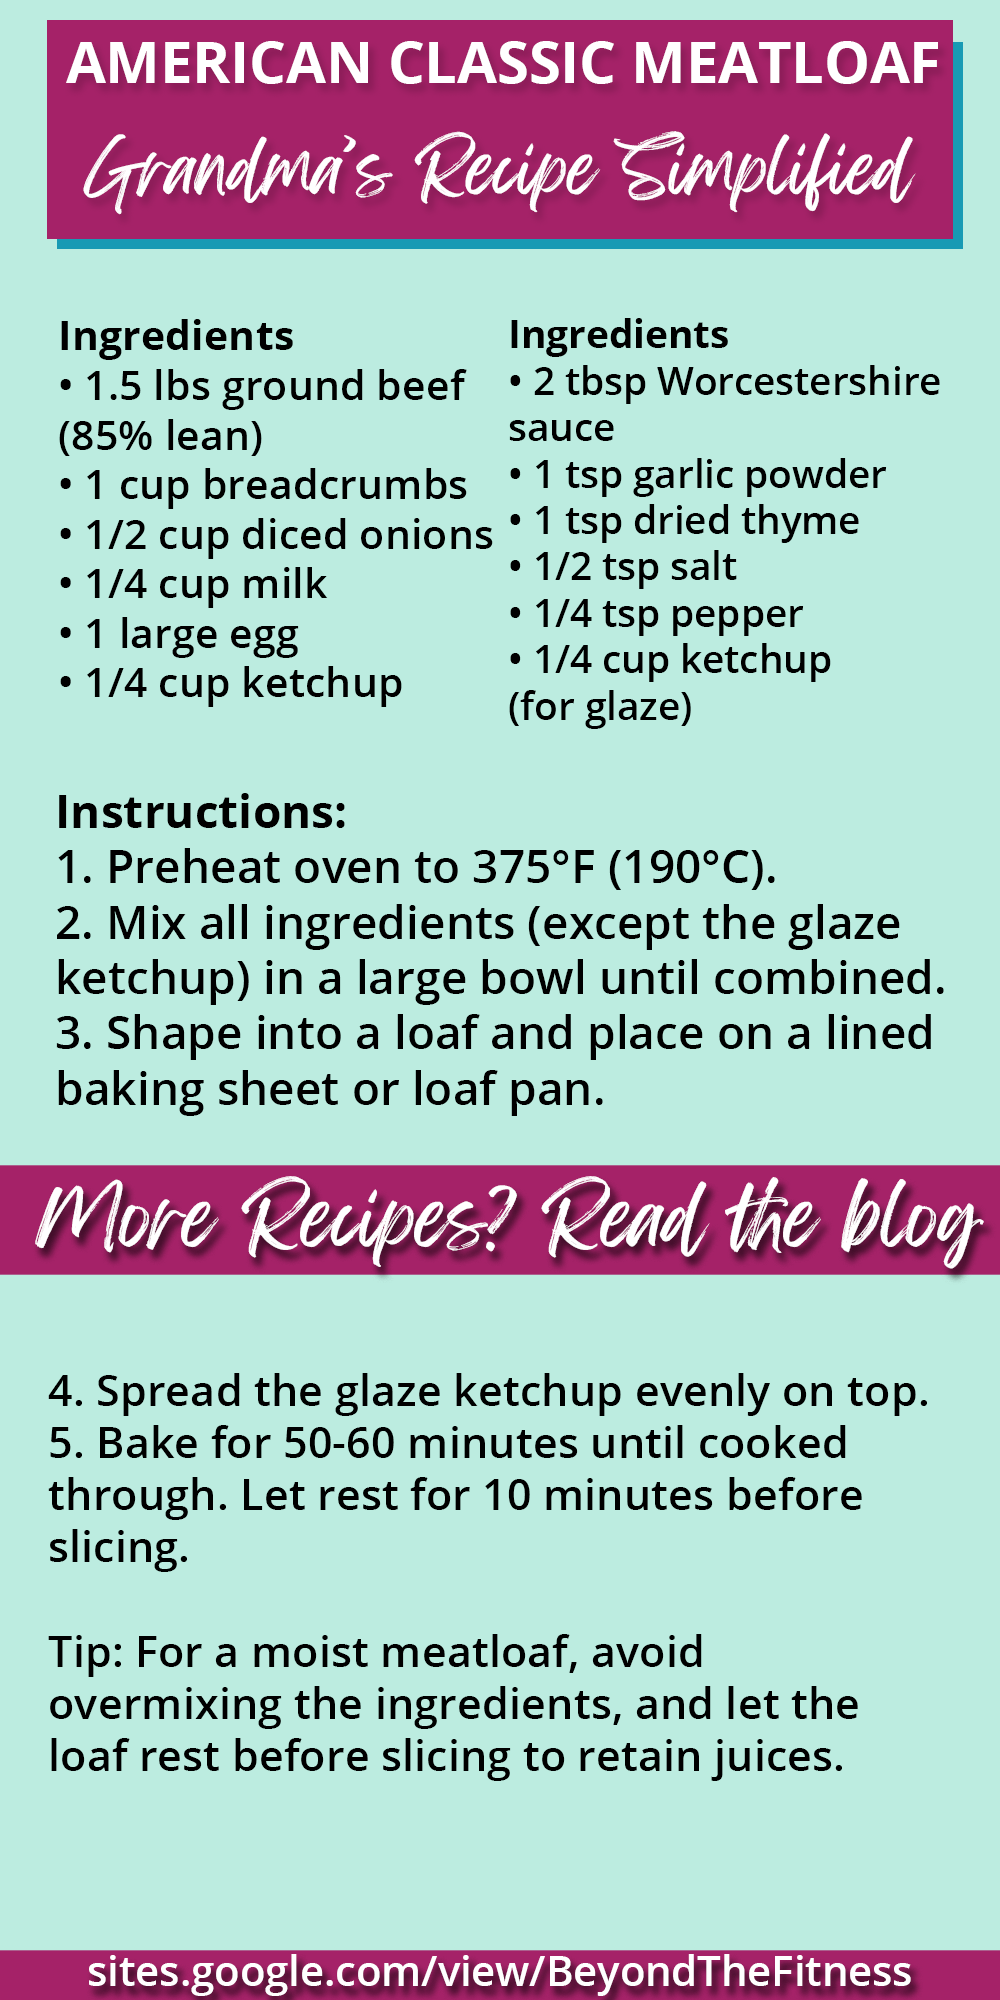 AMERICAN CLASSIC MEATLOAF
Grandma's Recipe Simplified
Ingredients
• 1.5 lbs ground beef
(85% lean)
• 1 cup breadcrumbs
• 1/2 cup diced onions
• 1/4 cup milk
• 1 large egg
• 1/4 cup ketchup
Ingredients
• 2 tbsp Worcestershire
sauce
• 1 tsp garlic powder
• 1 tsp dried thyme
• 1/2 tsp salt
• 1/4 tsp pepper
• 1/4 cup ketchup
(for glaze)
Instructions:
1. Preheat oven to 375°F (190°C).
2. Mix all ingredients (except the glaze
ketchup) in a large bowl until combined.
3. Shape into a loaf and place on a lined
baking sheet or loaf pan.
More Recipes? Read the blog
4. Spread the glaze ketchup evenly on top.
5. Bake for 50-60 minutes until cooked
through. Let rest for 10 minutes before
slicing.
Tip: For a moist meatloaf, avoid
overmixing the ingredients, and let the
loaf rest before slicing to retain juices.
sites.google.com/view/BeyondTheFitness